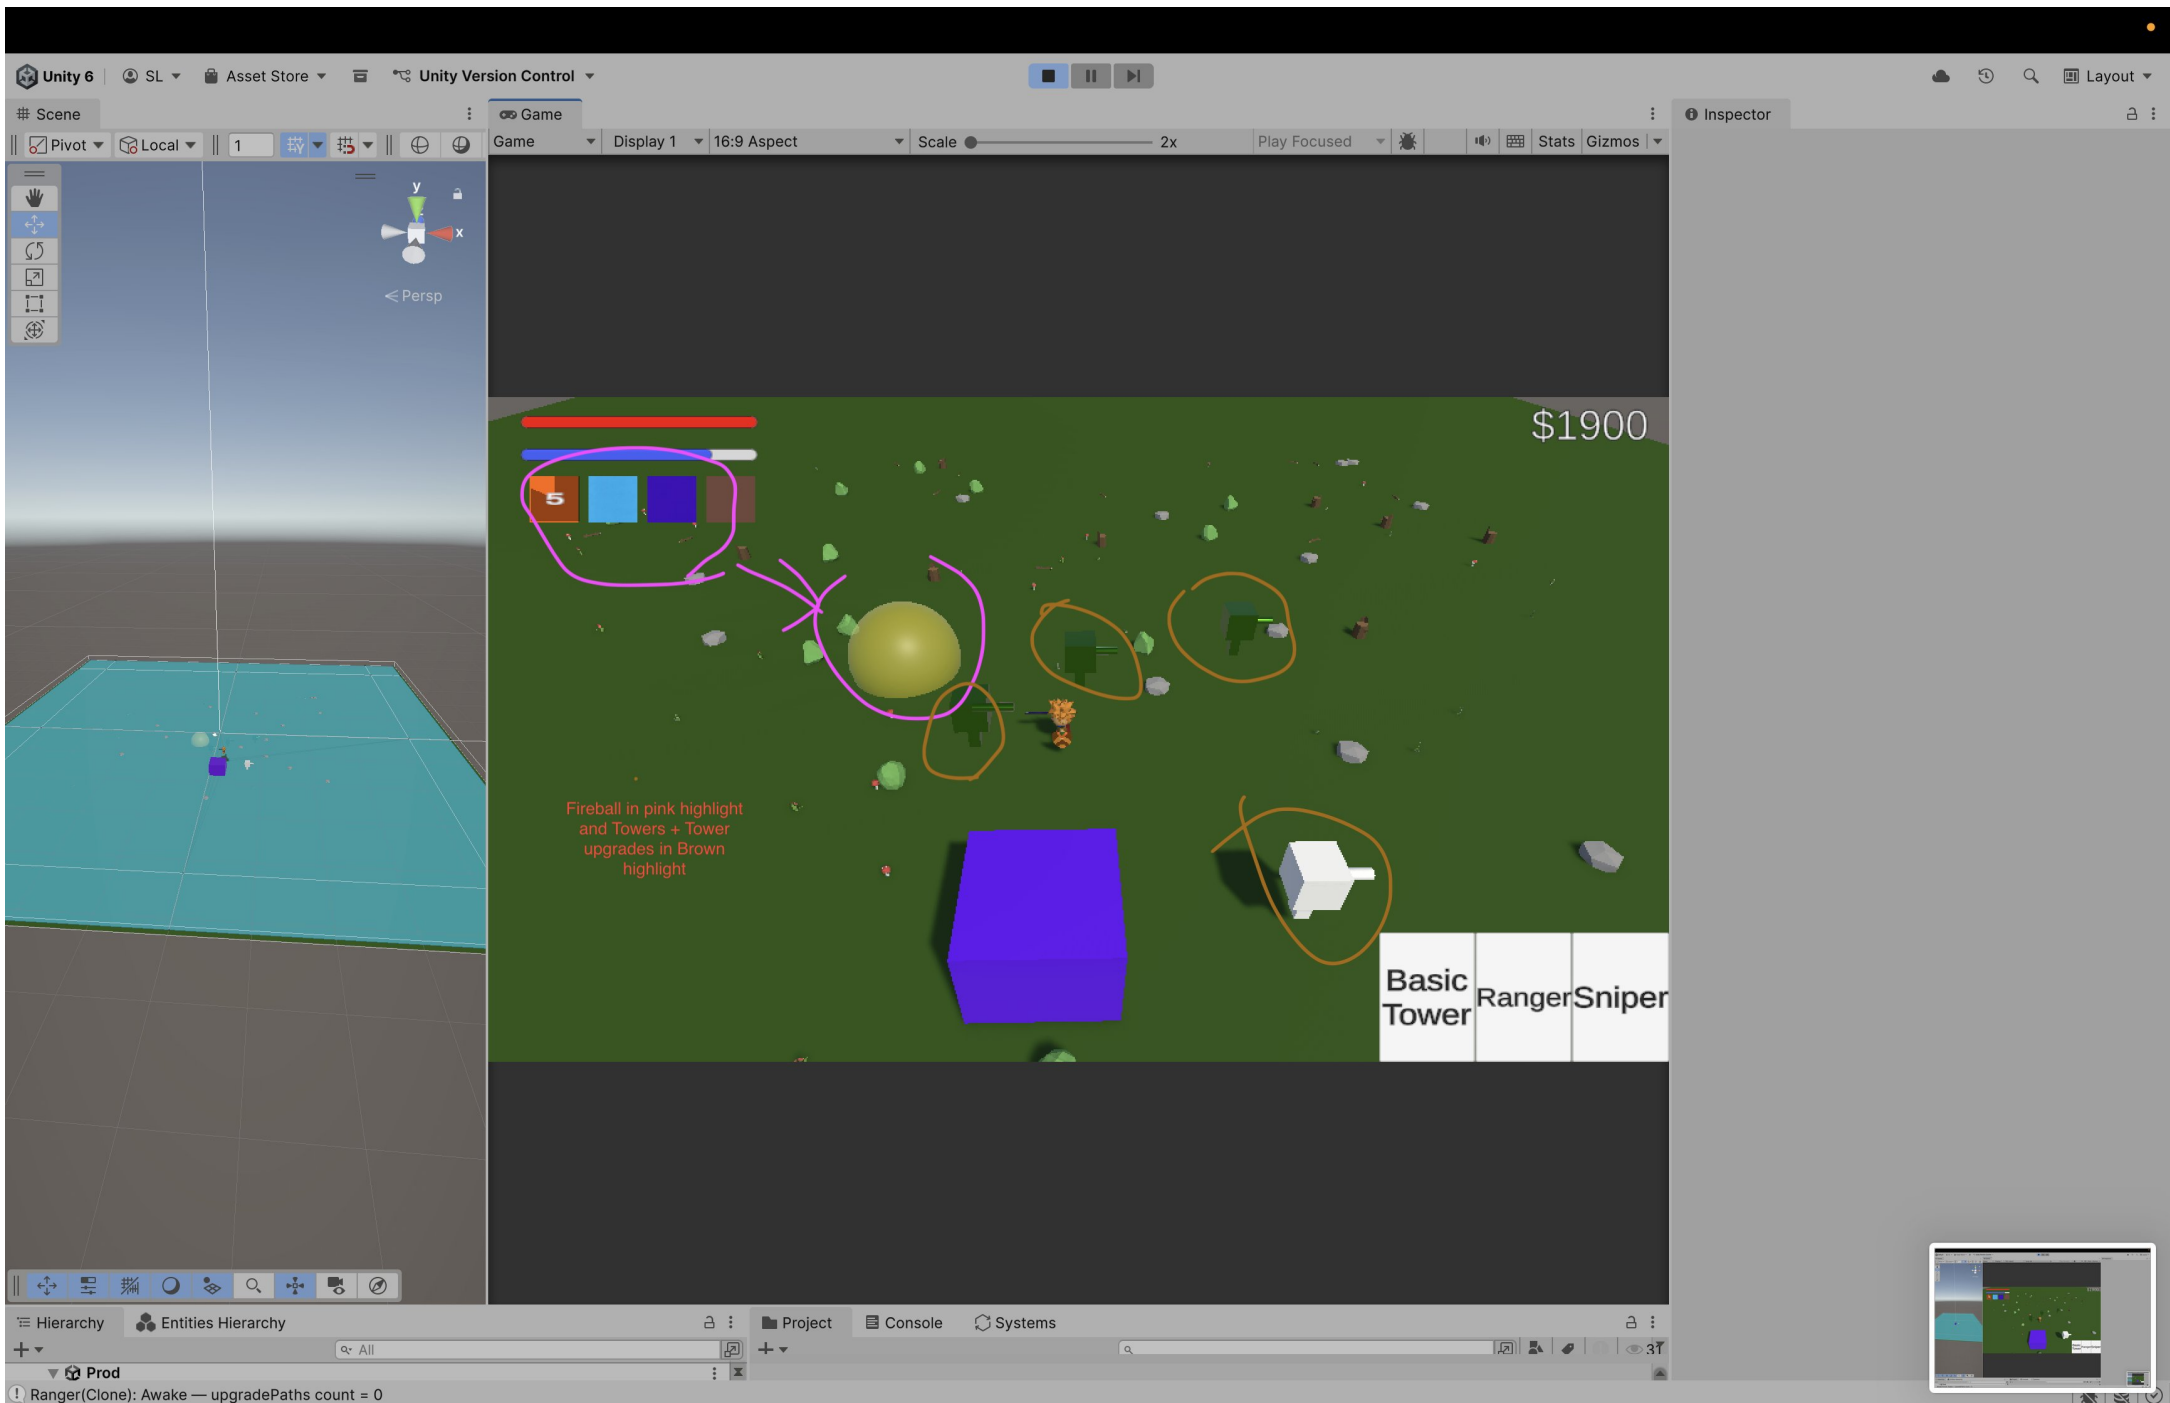 Unity 6
SL
Asset Store
Unity Version Control
Layout
Scene
Game
Inspector
Pivot
Local
1
Game
Display 1
16:9 Aspect
Scale
2x
Play Focused
Stats
Gizmos
y
x
Persp
$1900
5
Fireball in pink highlight
and Towers + Tower
upgrades in Brown
highlight
Basic
Tower
Ranger
Sniper
Hierarchy
Entities Hierarchy
Project
Console
Systems
All
Prod
Ranger(Clone): Awake — upgradePaths count = 0